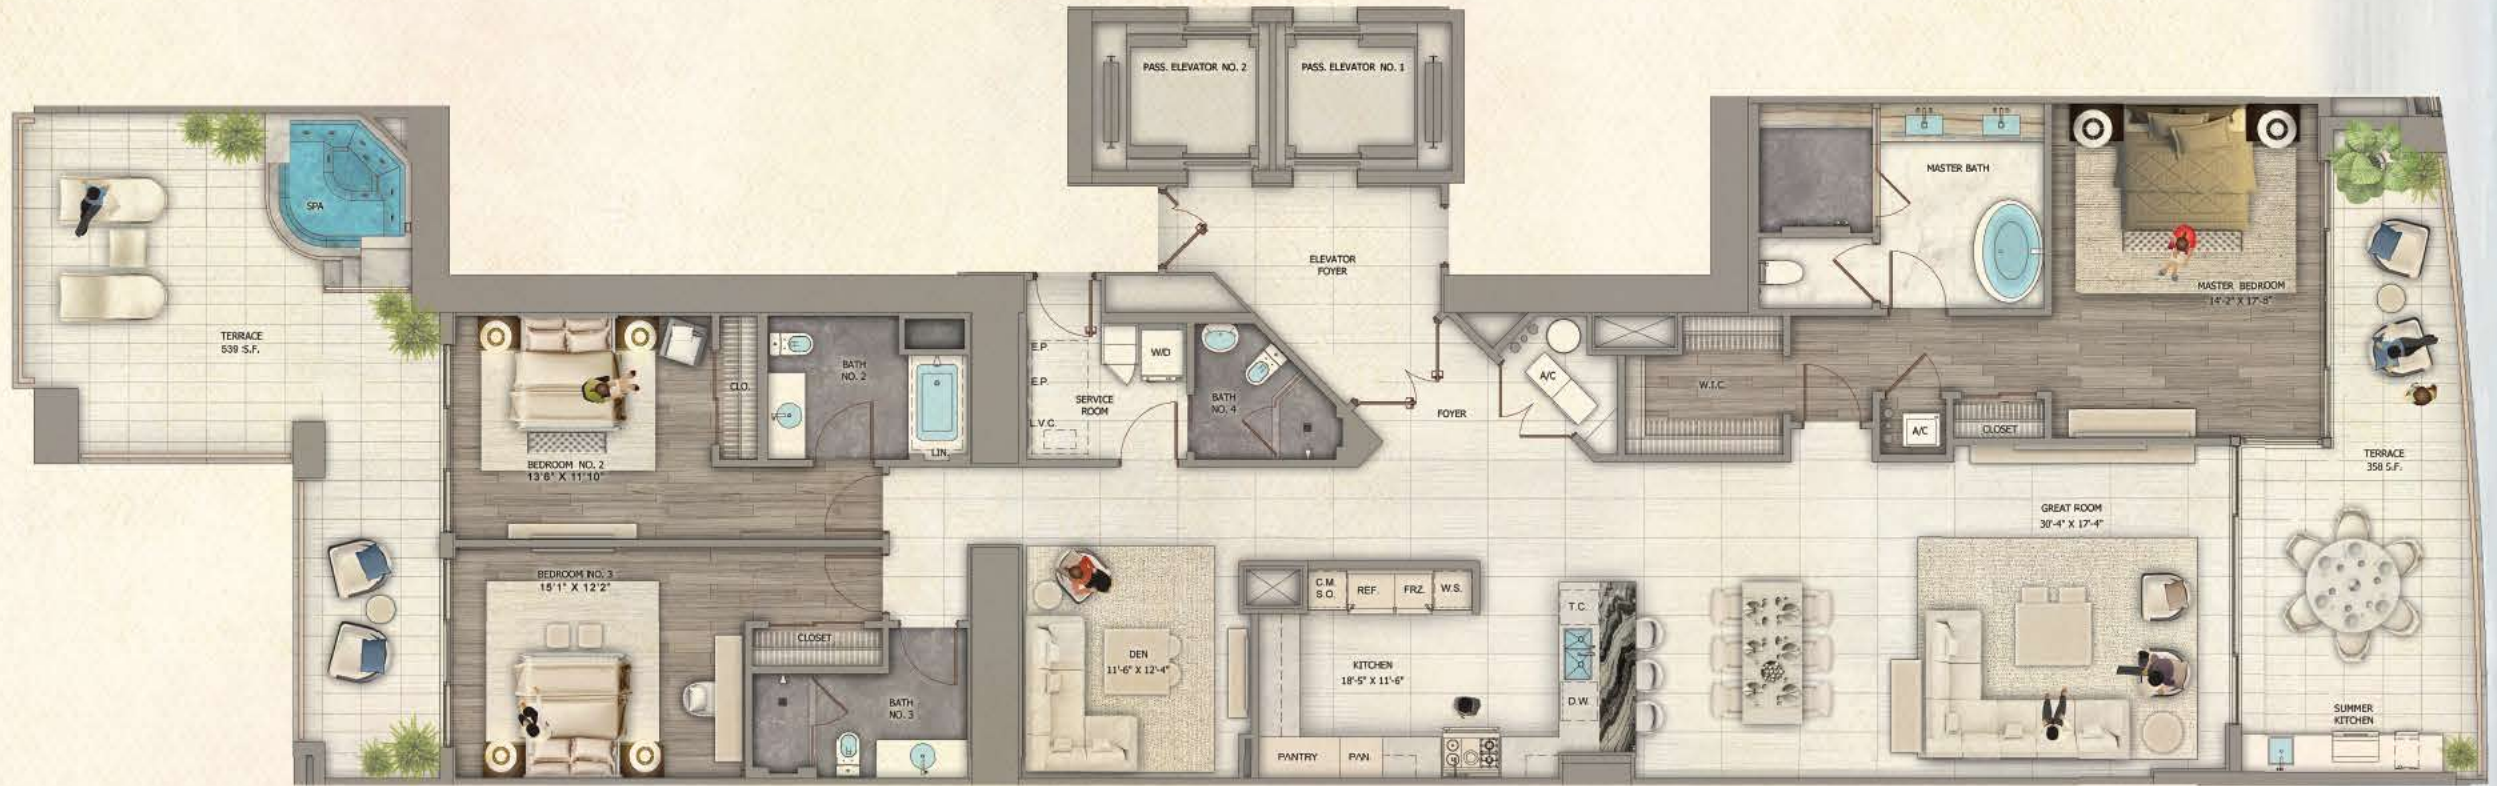 PASS. ELEVATOR NO. 2
PASS. ELEVATOR NO. 1
SPA
TERRACE
539 S.F.
ELEVATOR
FOYER
MASTER BATH
MASTER BEDROOM
14'-2" X 17'-8"
BEDROOM NO. 2
13'6" X 11'10"
CLO.
BATH
NO. 2
LIN.
E.P.
E.P.
L.V.C.
SERVICE
ROOM
W/D
BATH
NO. 4
FOYER
A/C
W.I.C.
A/C
CLOSET
TERRACE
358 S.F.
GREAT ROOM
30'-4" X 17'-4"
BEDROOM NO. 3
15'1" X 12'2"
CLOSET
BATH
NO. 3
DEN
11'-6" X 12'-4"
C.M.
S.O.
REF.
FRZ.
W.S.
T.C.
D.W.
KITCHEN
18'-5" X 11'-6"
PANTRY
PAN
SUMMER
KITCHEN